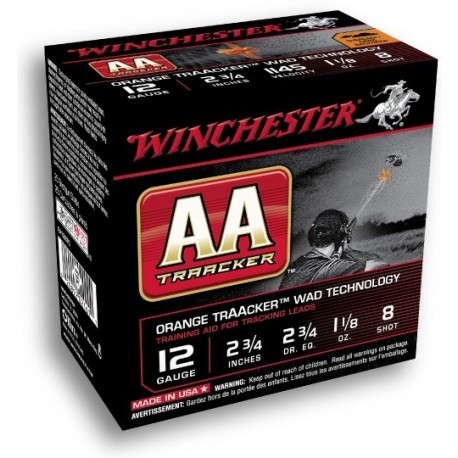 WINCHESTER
AA
TRAACKER™
ORANGE TRAACKER™ WAD TECHNOLOGY
12 2 3/4 1145 1 1/8 8
GAUGE INCHES VELOCITY OZ. SHOT
WINCHESTER
AA
TRAACKER™
ORANGE TRAACKER™ WAD TECHNOLOGY
TRAINING AID FOR TRACKING LEADS
12 2 3/4 2 3/4 1 1/8 8
GAUGE INCHES DR. EQ. OZ. SHOT
MADE IN USA ★ WARNING: Keep out of reach of children. Read all warnings on package.
AVERTISSEMENT: Gardez hors de la portée des enfants. Lisez tous les avertissements sur l'emballage.